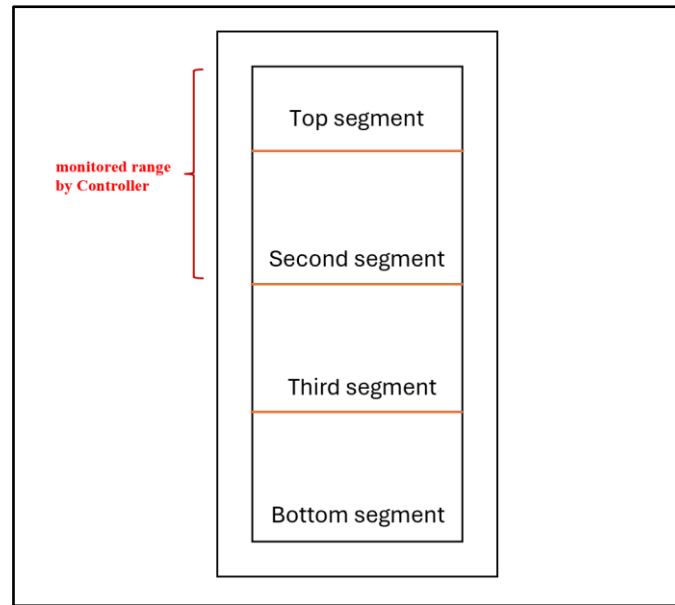 Top segment
monitored range
by Controller
Second segment
Third segment
Bottom segment